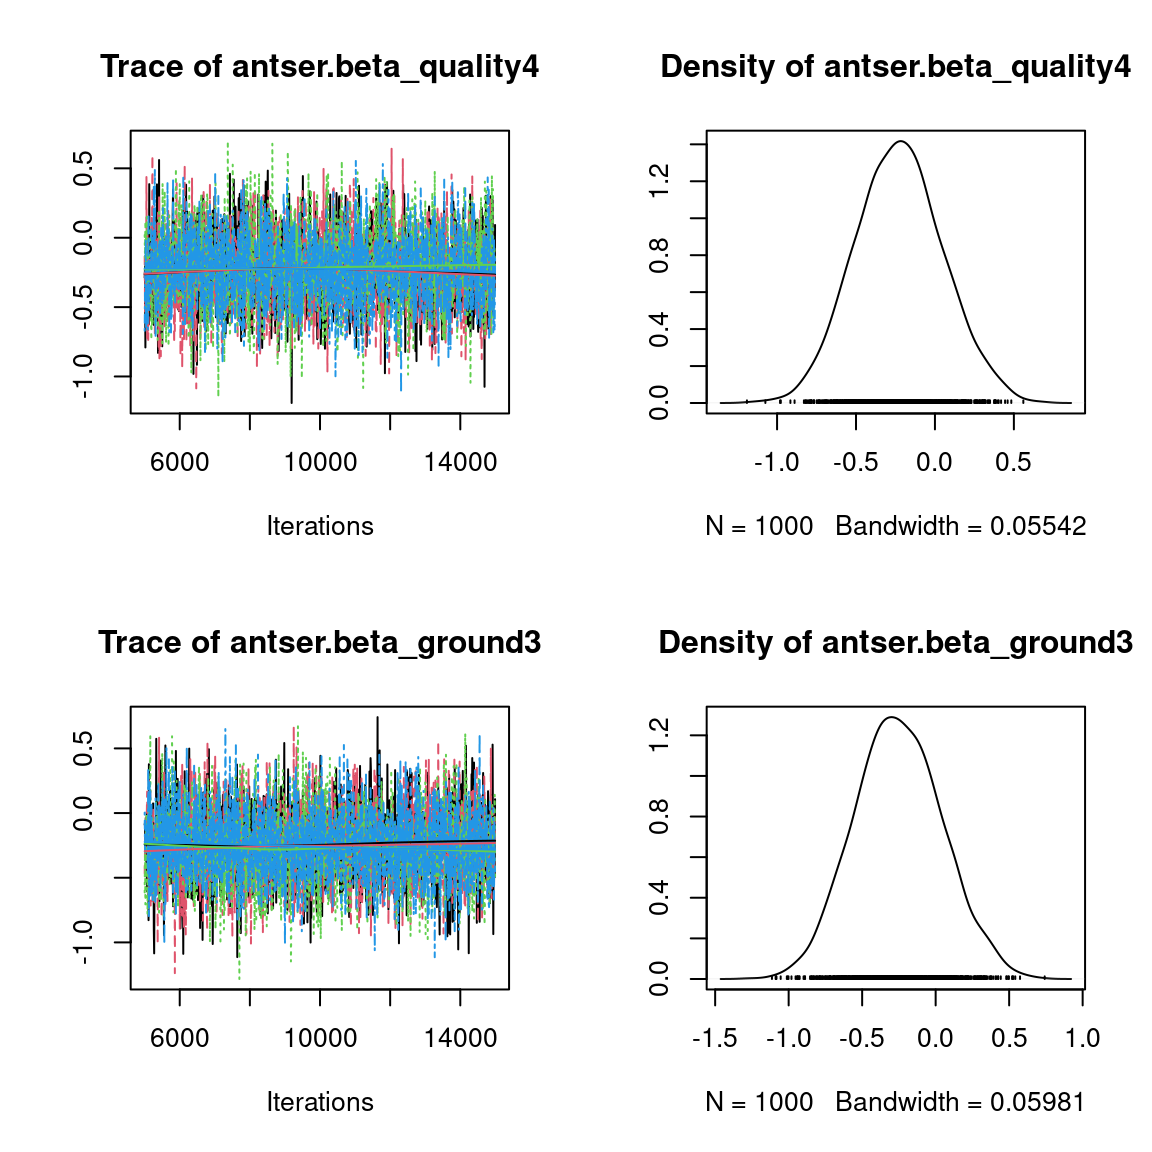 Trace of antser.beta_quality4
Density of antser.beta_quality4
0.5
0.0
-0.5
-1.0
6000 10000 14000
Iterations
1.2
0.8
0.4
0.0
-1.0 -0.5 0.0 0.5
N = 1000 Bandwidth = 0.05542
Trace of antser.beta_ground3
Density of antser.beta_ground3
0.5
0.0
-1.0
6000 10000 14000
Iterations
1.2
0.8
0.4
0.0
-1.5 -1.0 -0.5 0.0 0.5 1.0
N = 1000 Bandwidth = 0.05981